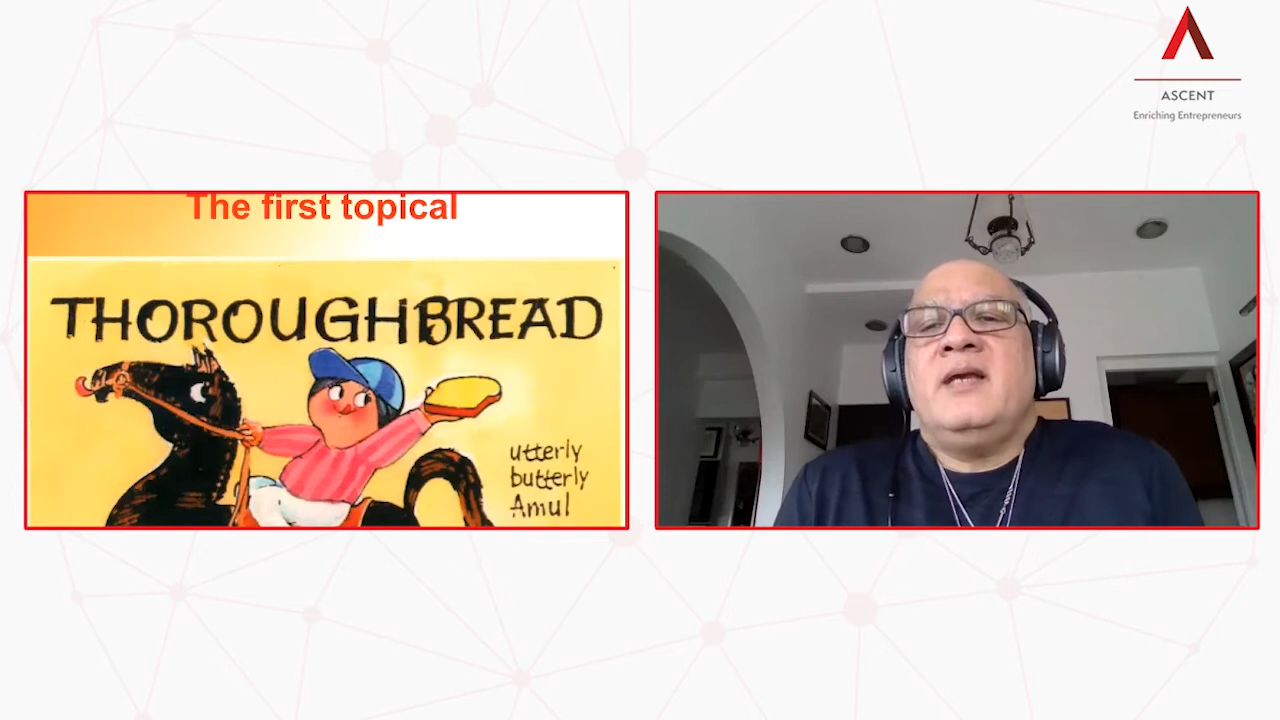 ASCENT
Enriching Entrepreneurs
The first topical
THOROUGHBREAD
utterly
butterly
Amul